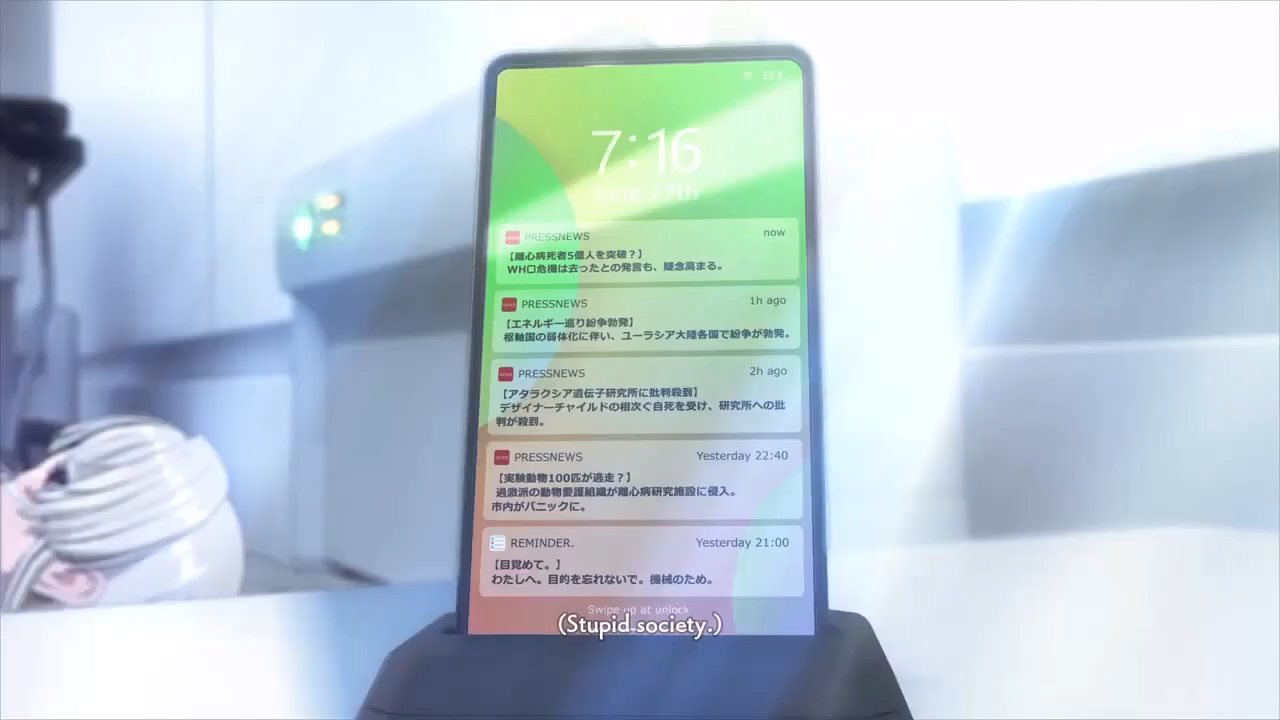 7:16
June 27th
PRESSNEWS now
【離心病死者5億人を突破？】
WHO危機は去ったとの発言も、疑念高まる。
PRESSNEWS 1h ago
【エネルギー巡り紛争勃発】
枢軸国の弱体化に伴い、ユーラシア大陸各国で紛争が勃発。
PRESSNEWS 2h ago
【アタラクシア遺伝子研究所に批判殺到】
デザイナーチャイルドの相次ぐ自死を受け、研究所への批
判が殺到。
PRESSNEWS Yesterday 22:40
【実験動物100匹が逃走？】
過激派の動物愛護組織が離心病研究施設に侵入。
市内がパニックに。
REMINDER. Yesterday 21:00
【目覚めて。】
わたしへ。目的を忘れないで。機械のため。
Swipe up at unlock
(Stupid society.)